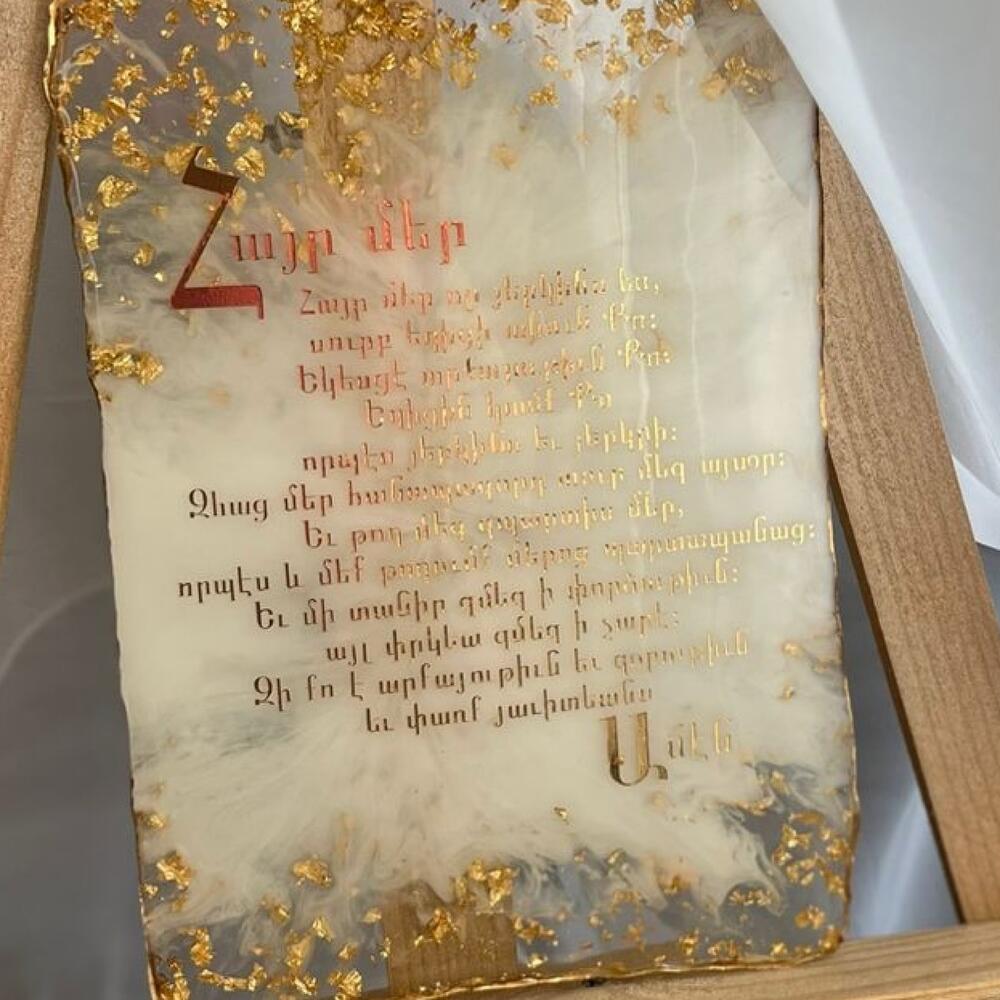 Հայր մեր
Հայր մեր որ յերկինս ես,
սուրբ եղիցի անուն Քո։
Եկեսցէ արքայութիւն Քո։
Եղիցին կամք Քո
որպէս յերկինս եւ յերկրի։
Զհաց մեր հանապազորդ տուր մեզ այսօր։
Եւ թող մեզ զպարտիս մեր,
որպէս և մեք թողումք մերոց պարտապանաց։
Եւ մի տանիր զմեզ ի փորձութիւն։
այլ փրկեա զմեզ ի չարէ։
Զի քո է արքայութիւն եւ զօրութիւն
եւ փառք յաւիտեանս
Ամէն